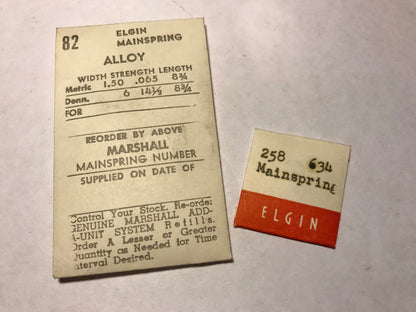 82 ELGIN
MAINSPRING
ALLOY
WIDTH STRENGTH LENGTH
Metric 1.50 .065 8¾
Denn. 6 14½ 8¾
FOR
REORDER BY ABOVE
MARSHALL
MAINSPRING NUMBER
SUPPLIED ON DATE OF
Control Your Stock. Re-order
GENUINE MARSHALL ADD-
A-UNIT SYSTEM Refills.
Order A Lesser or Greater
Quantity as Needed for Time
Interval Desired.
258 634
Mainspring
ELGIN